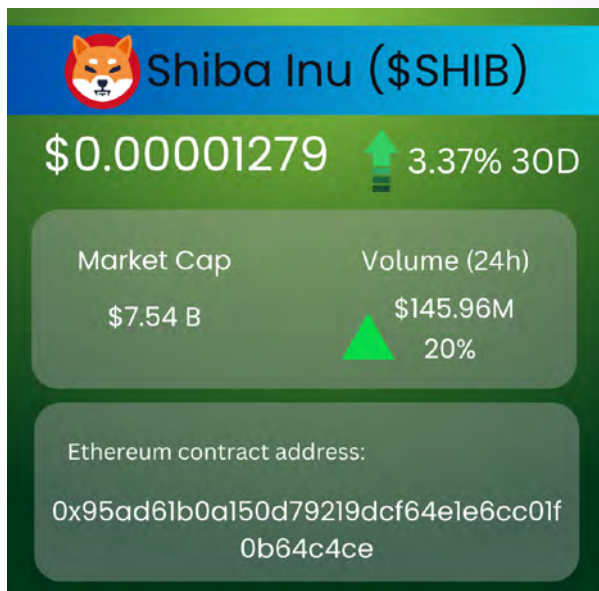 Shiba Inu ($SHIB)
$0.00001279
3.37% 30D
Market Cap
$7.54 B
Volume (24h)
$145.96M
20%
Ethereum contract address:
0x95ad61b0a150d79219dcf64e1e6cc01f
0b64c4ce